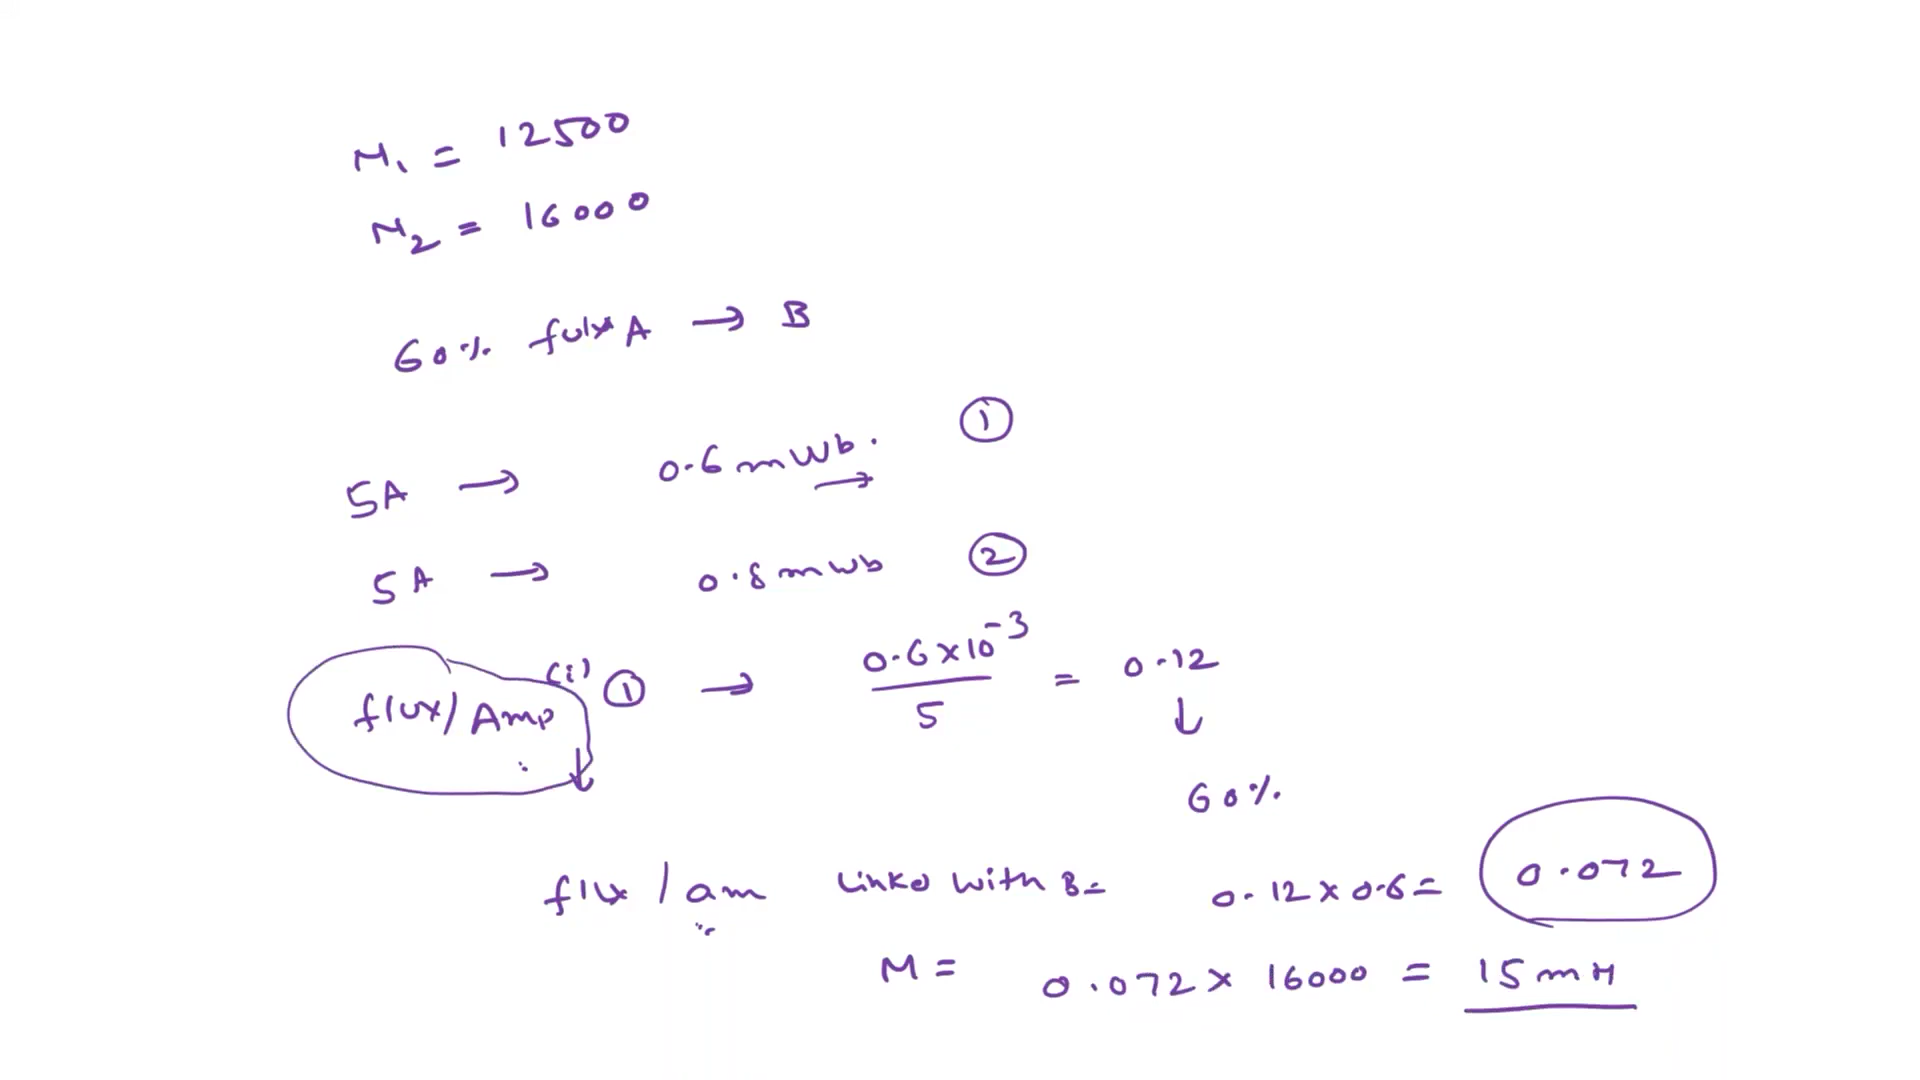 N₁ = 12500
N₂ = 16000
60% fulx A → B
5A → 0.6 mWb. ①
5A → 0.8 mWb ②
flux/Amp (i) ① → 0.6×10⁻³/5 = 0.12
↓ ↓
60%
flux / am Linked with B = 0.12 × 0.6 = 0.072
M = 0.072 × 16000 = 15 mH